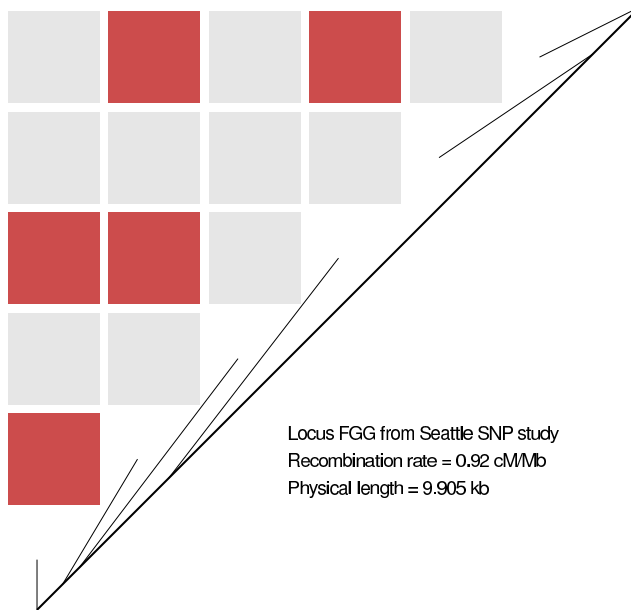 Locus FGG from Seattle SNP study
Recombination rate = 0.92 cM/Mb
Physical length = 9.905 kb